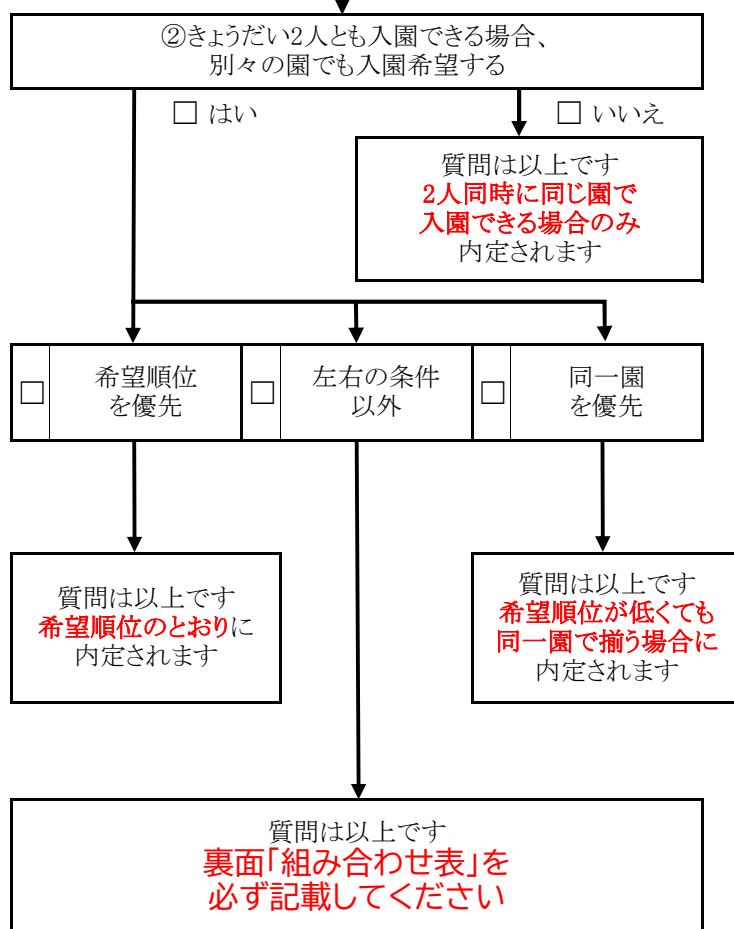 ②きょうだい2人とも入園できる場合、
別々の園でも入園希望する
□ はい
□ いいえ
質問は以上です
2人同時に同じ園で
入園できる場合のみ
内定されます
□
希望順位
を優先
□
左右の条件
以外
□
同一園
を優先
質問は以上です
希望順位のとおりに
内定されます
質問は以上です
希望順位が低くても
同一園で揃う場合に
内定されます
質問は以上です
裏面「組み合わせ表」を
必ず記載してください